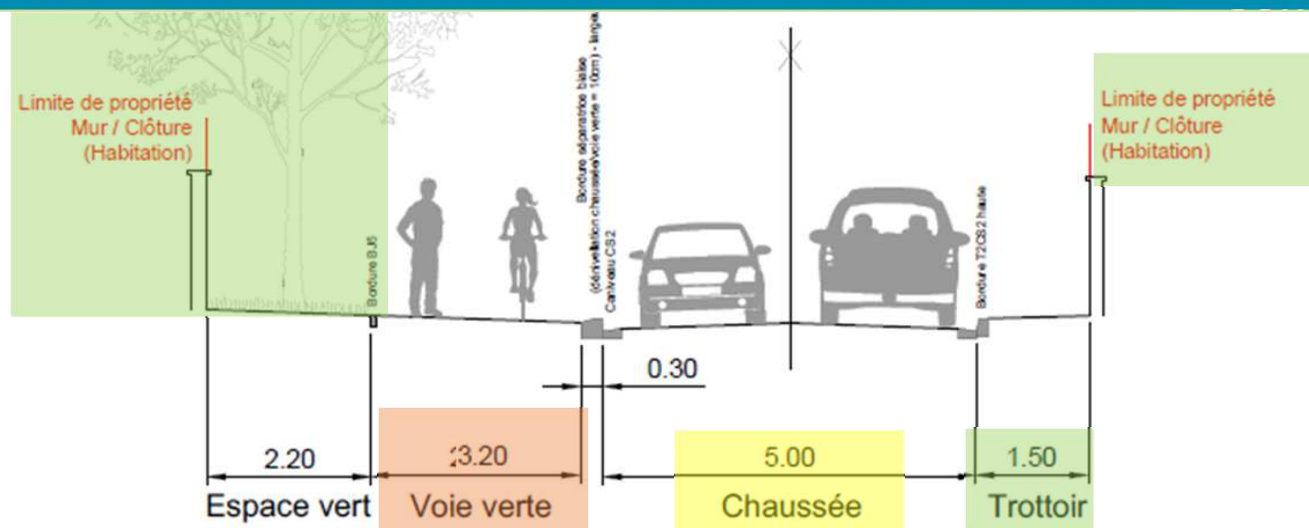 Limite de propriété
Mur / Clôture
(Habitation)
Bordure BJ5
Bordure séparatrice biaise
(dénivellation chaussée/voie verte = 10cm) -
Caniveau CS2
Bordure T2CS2 haute
Limite de propriété
Mur / Clôture
(Habitation)
0.30
2.20
3.20
5.00
1.50
Espace vert
Voie verte
Chaussée
Trottoir